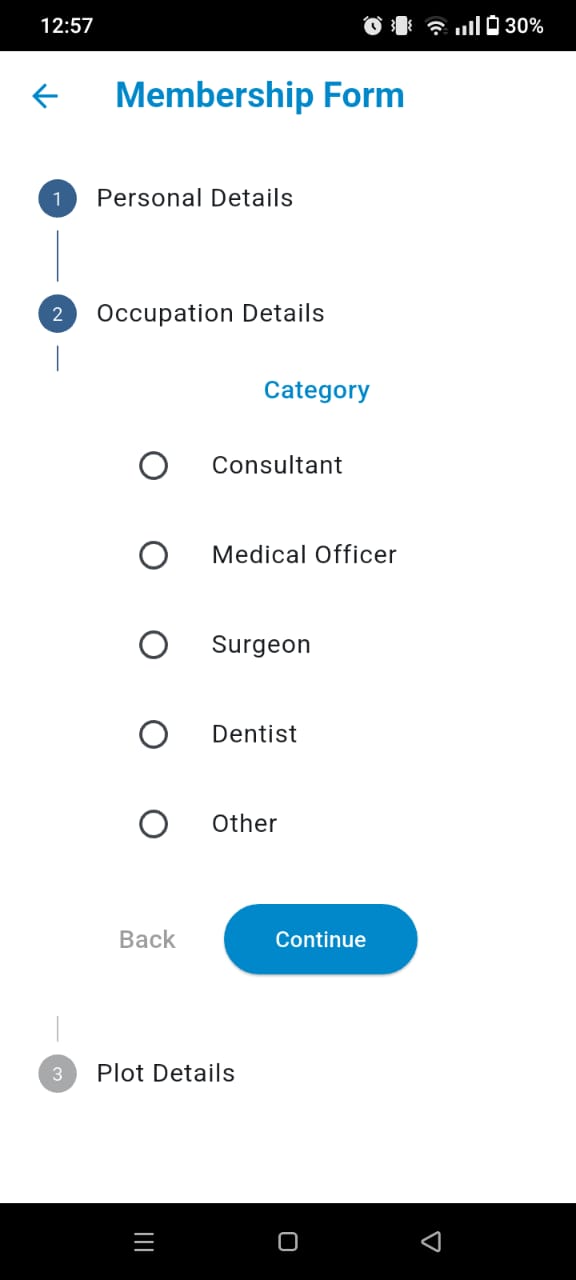 12:57
30%
Membership Form
1 Personal Details
2 Occupation Details
Category
Consultant
Medical Officer
Surgeon
Dentist
Other
Back Continue
3 Plot Details